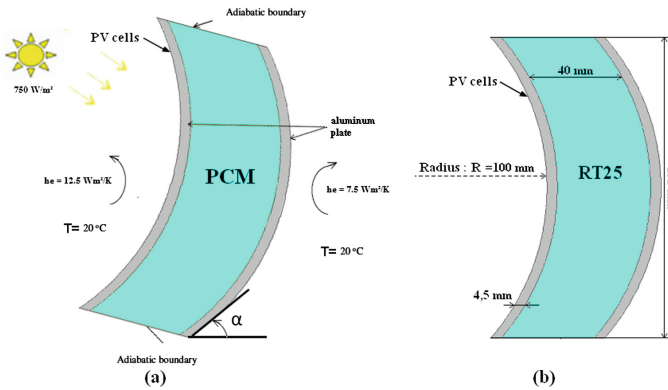 Adiabatic boundary
PV cells
750 W/m²
aluminum
plate
he = 12.5 Wm²/K
PCM
he = 7.5 Wm²/K
T= 20 °C
T= 20 °C
α
Adiabatic boundary
(a)
PV cells
40 mm
Radius : R =100 mm
RT25
4,5 mm
(b)